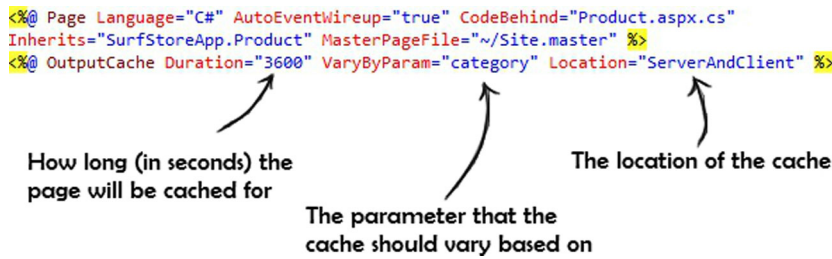 <%@ Page Language="C#" AutoEventWireup="true" CodeBehind="Product.aspx.cs"
Inherits="SurfStoreApp.Product" MasterPageFile="~/Site.master" %>
<%@ OutputCache Duration="3600" VaryByParam="category" Location="ServerAndClient" %>
How long (in seconds) the
page will be cached for
The location of the cache
The parameter that the
cache should vary based on